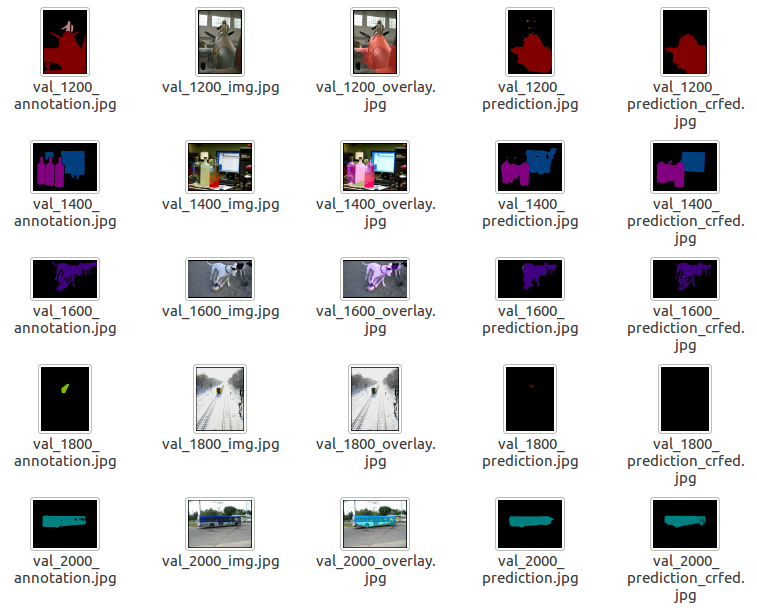 val_1200_
annotation.jpg
val_1200_img.jpg
val_1200_overlay.
jpg
val_1200_
prediction.jpg
val_1200_
prediction_crfed.
jpg
val_1400_
annotation.jpg
val_1400_img.jpg
val_1400_overlay.
jpg
val_1400_
prediction.jpg
val_1400_
prediction_crfed.
jpg
val_1600_
annotation.jpg
val_1600_img.jpg
val_1600_overlay.
jpg
val_1600_
prediction.jpg
val_1600_
prediction_crfed.
jpg
val_1800_
annotation.jpg
val_1800_img.jpg
val_1800_overlay.
jpg
val_1800_
prediction.jpg
val_1800_
prediction_crfed.
jpg
val_2000_
annotation.jpg
val_2000_img.jpg
val_2000_overlay.
jpg
val_2000_
prediction.jpg
val_2000_
prediction_crfed.
jpg